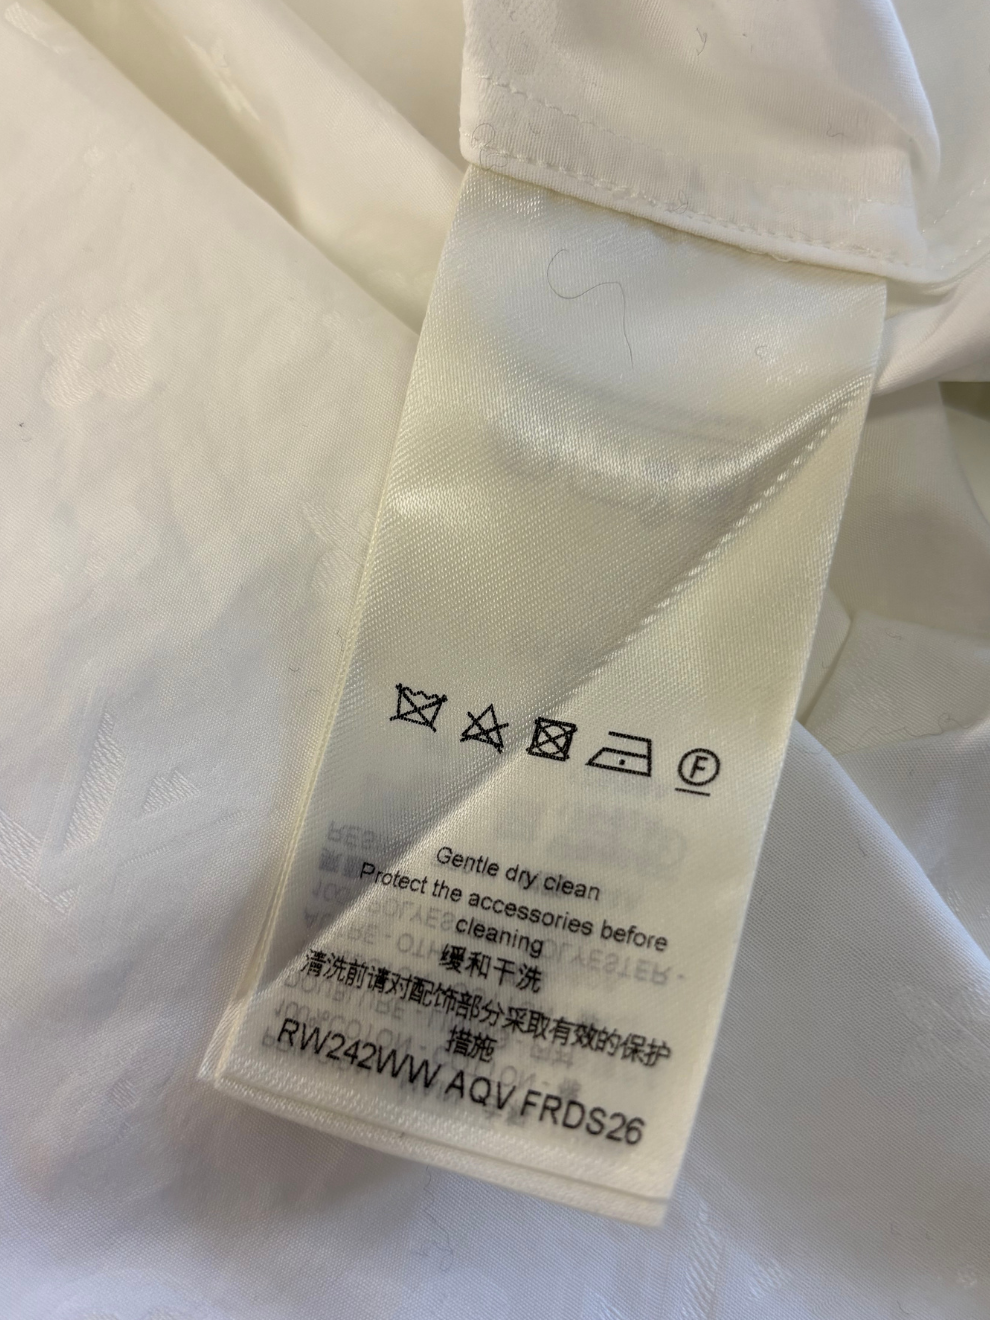 F
Gentle dry clean
Protect the accessories before
cleaning
缓和干洗
清洗前请对配饰部分采取有效的保护
措施
RW242WW AQV FRDS26